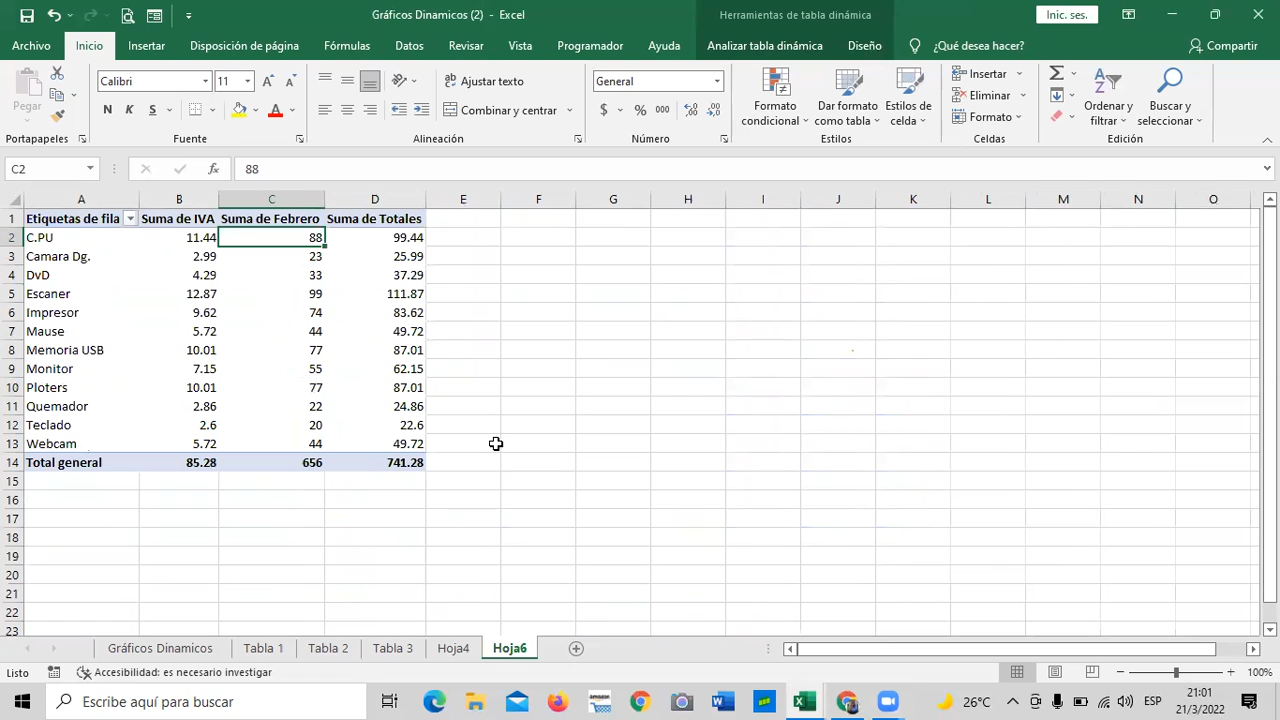 Gráficos Dinamicos (2) - Excel
Herramientas de tabla dinámica
Inic. ses.
Archivo Inicio Insertar Disposición de página Fórmulas Datos Revisar Vista Programador Ayuda Analizar tabla dinámica Diseño ¿Qué desea hacer? Compartir
Pegar
Calibri 11
N K S
Ajustar texto
Combinar y centrar
General
$ % 000
Formato condicional
Dar formato como tabla
Estilos de celda
Insertar
Eliminar
Formato
Ordenar y filtrar
Buscar y seleccionar
Portapapeles Fuente Alineación Número Estilos Celdas Edición
C2 fx 88
A B C D E F G H I J K L M N O
1 Etiquetas de fila Suma de IVA Suma de Febrero Suma de Totales
2 C.PU 11.44 88 99.44
3 Camara Dg. 2.99 23 25.99
4 DvD 4.29 33 37.29
5 Escaner 12.87 99 111.87
6 Impresor 9.62 74 83.62
7 Mause 5.72 44 49.72
8 Memoria USB 10.01 77 87.01
9 Monitor 7.15 55 62.15
10 Ploters 10.01 77 87.01
11 Quemador 2.86 22 24.86
12 Teclado 2.6 20 22.6
13 Webcam 5.72 44 49.72
14 Total general 85.28 656 741.28
15
16
17
18
19
20
21
22
23
Gráficos Dinamicos Tabla 1 Tabla 2 Tabla 3 Hoja4 Hoja6
Listo Accesibilidad: es necesario investigar 100%
Escribe aquí para buscar
26°C
ESP
21:01
21/3/2022